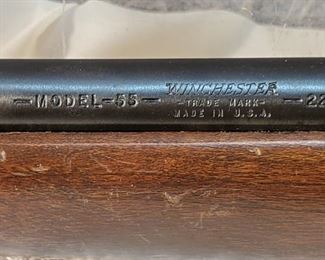 -MODEL-55- WINCHESTER -22
-TRADE MARK-
MADE IN U.S.A.